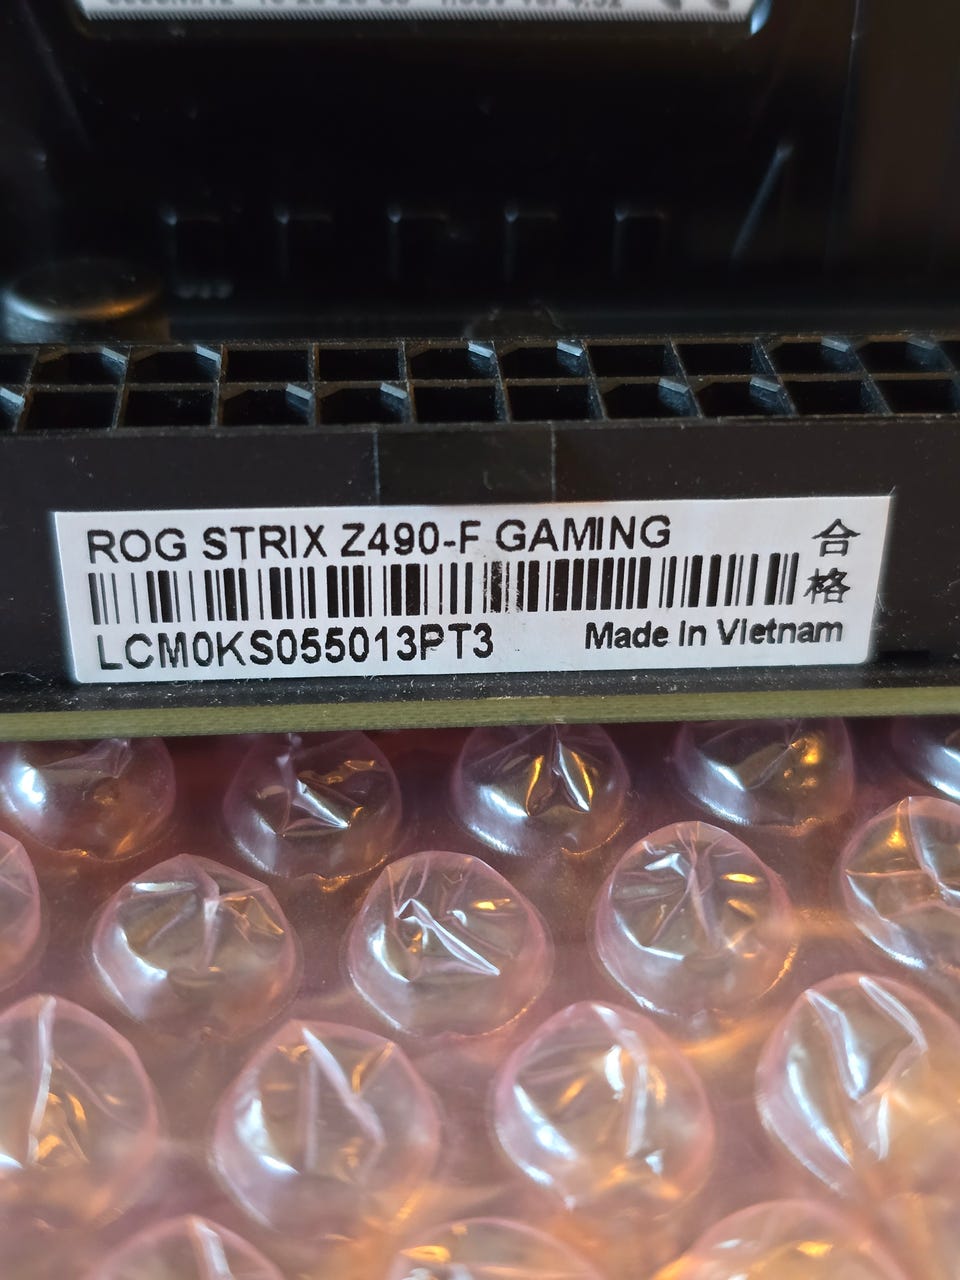 ROG STRIX Z490-F GAMING
合格
LCM0KS055013PT3
Made In Vietnam